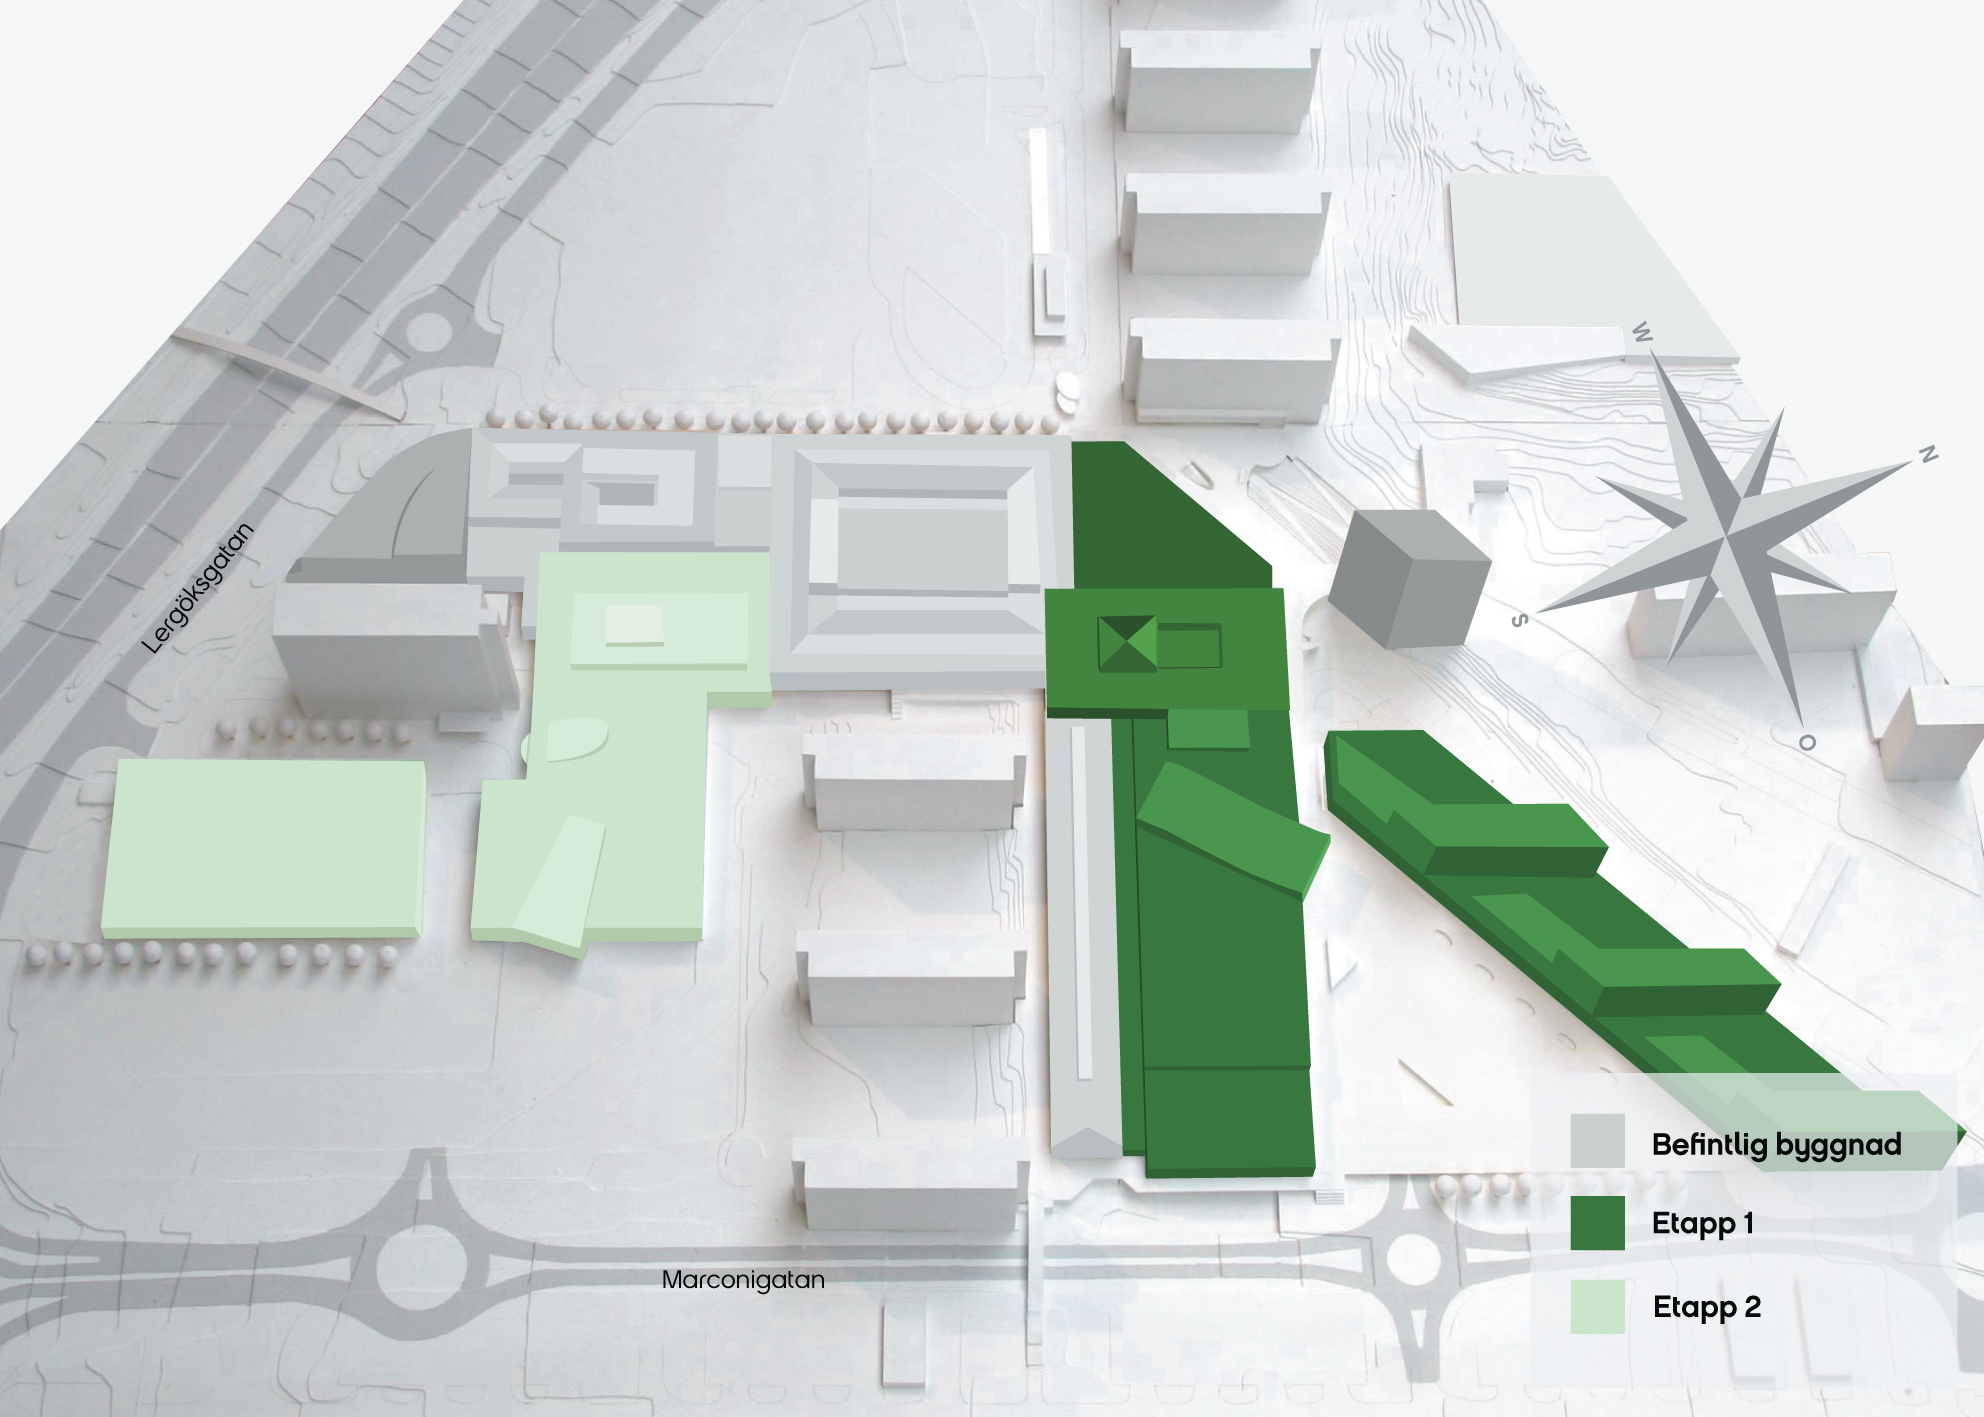 W
N
S
O
Lergöksgatan
Befintlig byggnad
Etapp 1
Etapp 2
Marconigatan